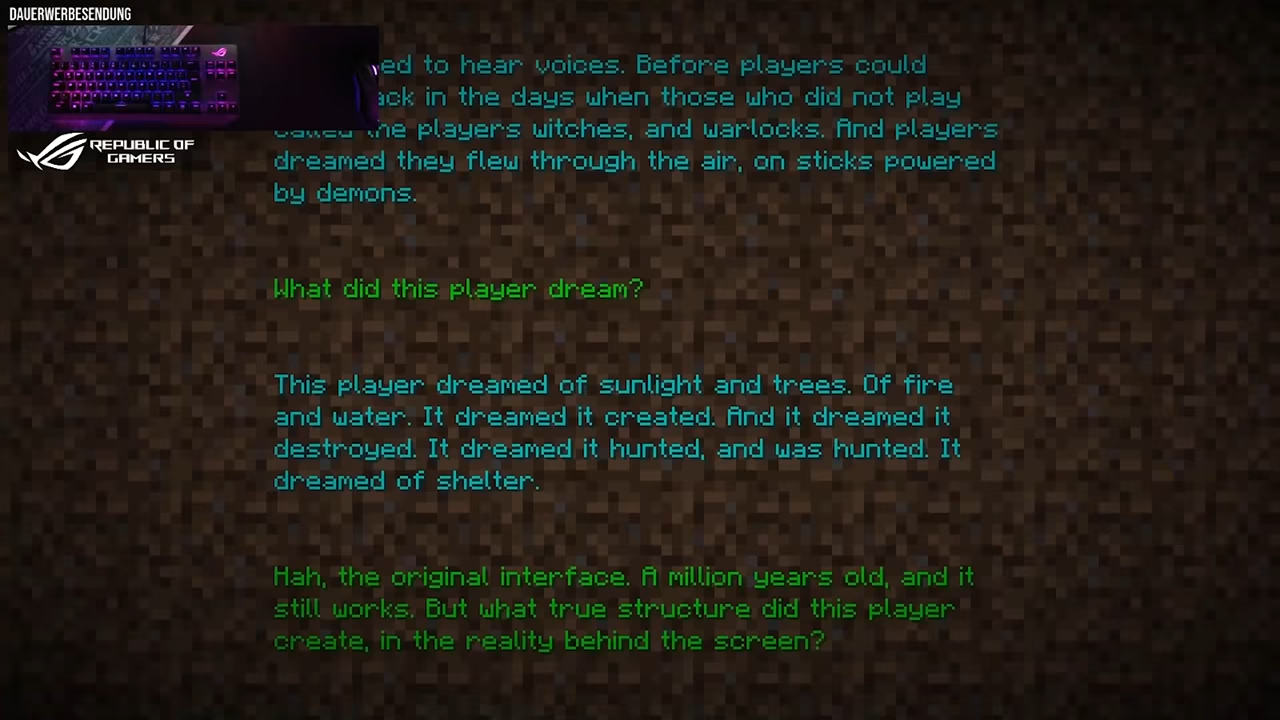 DAUERWERBESENDUNG
REPUBLIC OF
GAMERS
to hear voices. Before players could
in the days when those who did not play
called the players witches, and warlocks. And players
dreamed they flew through the air, on sticks powered
by demons.
What did this player dream?
This player dreamed of sunlight and trees. Of fire
and water. It dreamed it created. And it dreamed it
destroyed. It dreamed it hunted, and was hunted. It
dreamed of shelter.
Hah, the original interface. A million years old, and it
still works. But what true structure did this player
create, in the reality behind the screen?